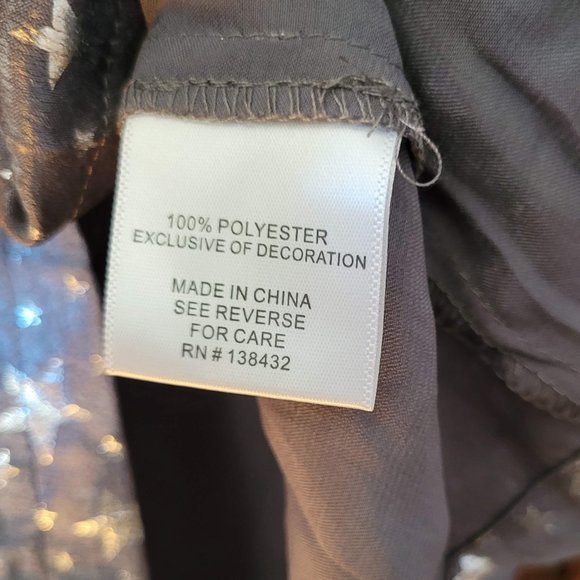 100% POLYESTER
EXCLUSIVE OF DECORATION
MADE IN CHINA
SEE REVERSE
FOR CARE
RN # 138432